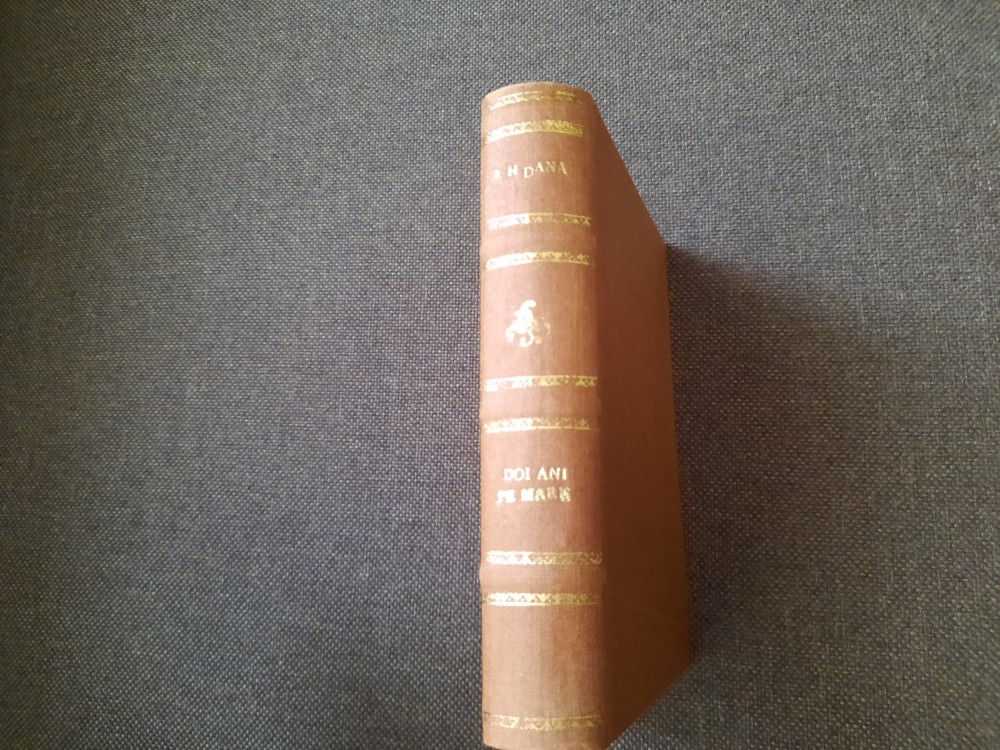 R. H DANA
DOI ANI
PE MARE